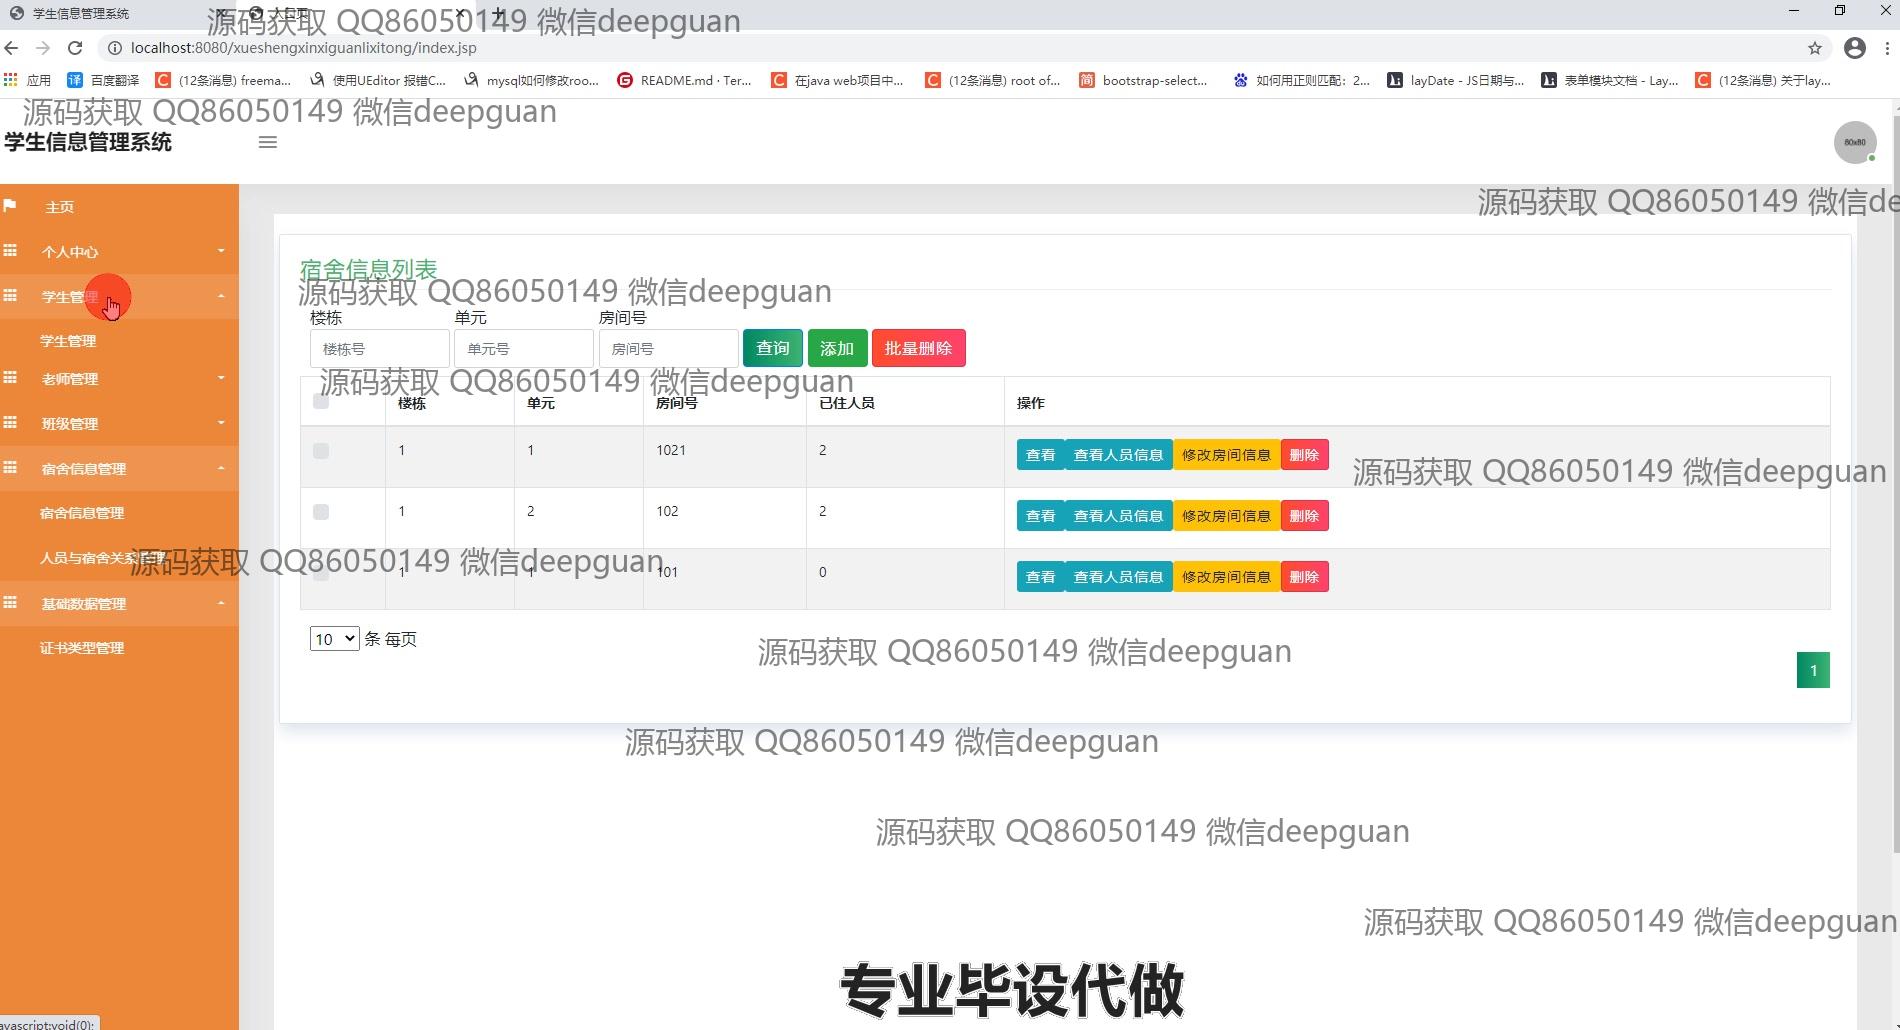 学生信息管理系统
源码获取 QQ86050149 微信deepguan
localhost:8080/xueshengxinxiguanlixitong/index.jsp
应用 百度翻译 (12条消息) freema... 使用UEditor 报错C... mysql如何修改roo... README.md · Ter... 在java web项目中... (12条消息) root of... bootstrap-select... 如何用正则匹配：2... layDate - JS日期与... 表单模块文档 - Lay... (12条消息) 关于lay...
源码获取 QQ86050149 微信deepguan
学生信息管理系统
80x80
源码获取 QQ86050149 微信de
主页
个人中心
学生管理
学生管理
老师管理
班级管理
宿舍信息管理
宿舍信息管理
人员与宿舍关系管理
基础数据管理
证书类型管理
宿舍信息列表
源码获取 QQ86050149 微信deepguan
楼栋 单元 房间号
楼栋号 单元号 房间号 查询 添加 批量删除
源码获取 QQ86050149 微信deepguan
楼栋 单元 房间号 已住人员 操作
1 1 1021 2 查看 查看人员信息 修改房间信息 删除
源码获取 QQ86050149 微信deepguan
1 2 102 2 查看 查看人员信息 修改房间信息 删除
源码获取 QQ86050149 微信deepguan
1 1 101 0 查看 查看人员信息 修改房间信息 删除
10 条 每页
源码获取 QQ86050149 微信deepguan
1
源码获取 QQ86050149 微信deepguan
源码获取 QQ86050149 微信deepguan
源码获取 QQ86050149 微信deepguan
专业毕设代做
avascript:void(0);